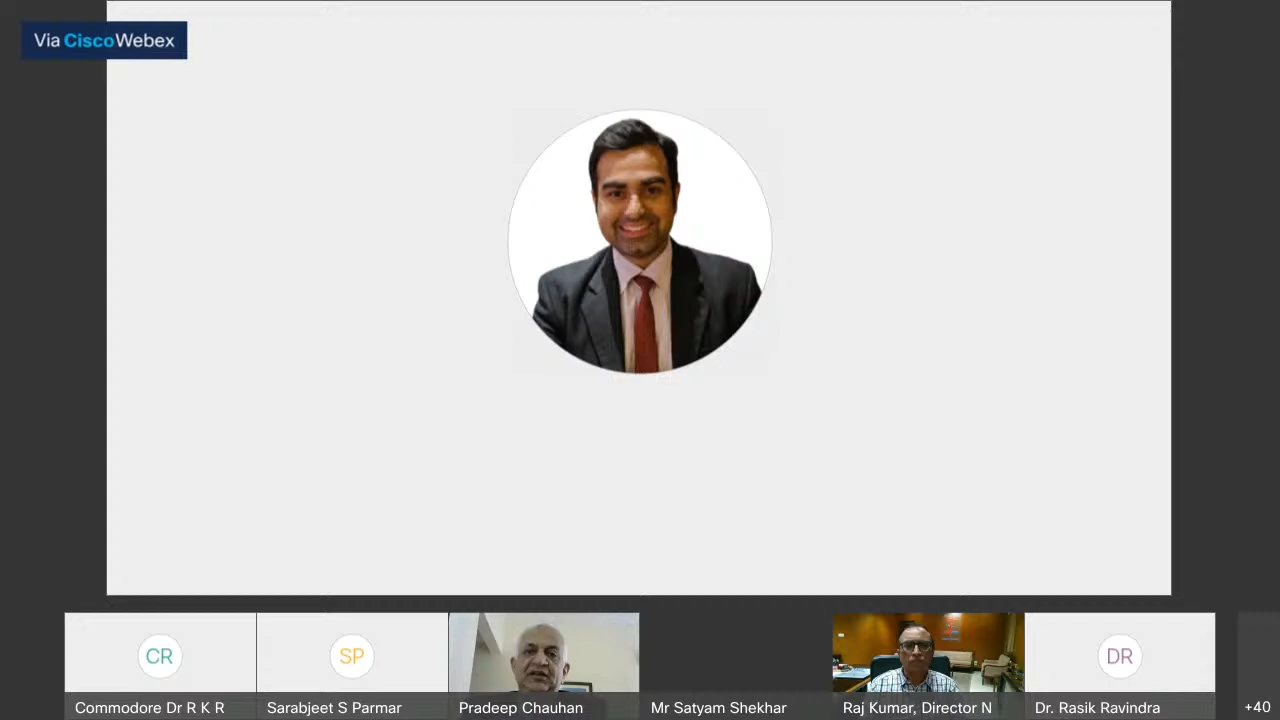 Via CiscoWebex
CR
SP
DR
Commodore Dr R K R
Sarabjeet S Parmar
Pradeep Chauhan
Mr Satyam Shekhar
Raj Kumar, Director N
Dr. Rasik Ravindra
+40